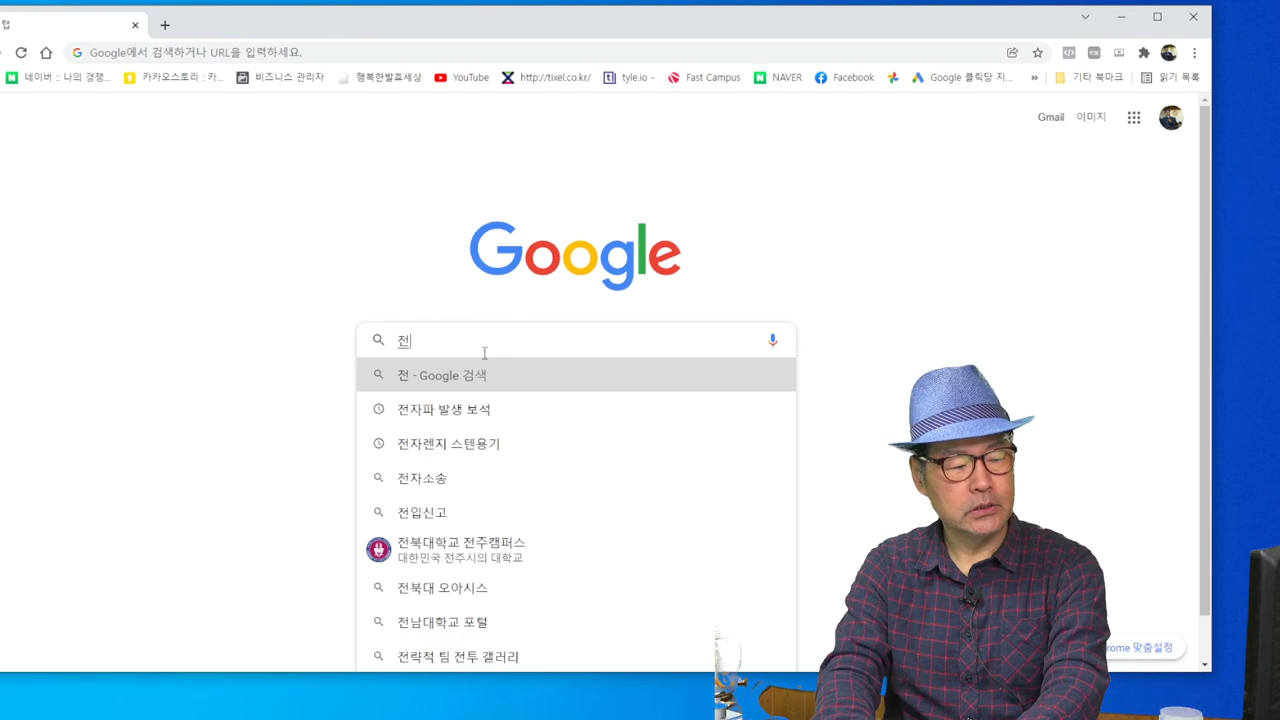 탭
Google에서 검색하거나 URL을 입력하세요.
네이버 :: 나의 경쟁...
카카오스토리 : 카...
비즈니스 관리자
행복한발효세상
YouTube
http://tixel.co.kr/
tyle.io -
Fast Campus
NAVER
Facebook
Google 클릭당 지...
»
기타 북마크
읽기 목록
Gmail
이미지
Google
전
전 - Google 검색
전자파 발생 보석
전자렌지 스텐용기
전자소송
전입신고
전북대학교 전주캠퍼스
대한민국 전주시의 대학교
전북대 오아시스
전남대학교 포털
전략적 팀 전투 갤러리
rome 맞춤설정